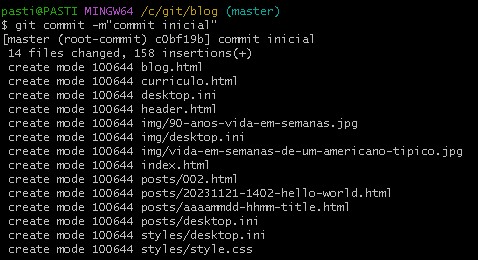 pasti@PASTI MINGW64 /c/git/blog (master)
$ git commit -m"commit inicial"
[master (root-commit) c0bf19b] commit inicial
 14 files changed, 158 insertions(+)
 create mode 100644 blog.html
 create mode 100644 curriculo.html
 create mode 100644 desktop.ini
 create mode 100644 header.html
 create mode 100644 img/90-anos-vida-em-semanas.jpg
 create mode 100644 img/desktop.ini
 create mode 100644 img/vida-em-semanas-de-um-americano-tipico.jpg
 create mode 100644 index.html
 create mode 100644 posts/002.html
 create mode 100644 posts/20231121-1402-hello-world.html
 create mode 100644 posts/aaaammdd-hhmm-title.html
 create mode 100644 posts/desktop.ini
 create mode 100644 styles/desktop.ini
 create mode 100644 styles/style.css